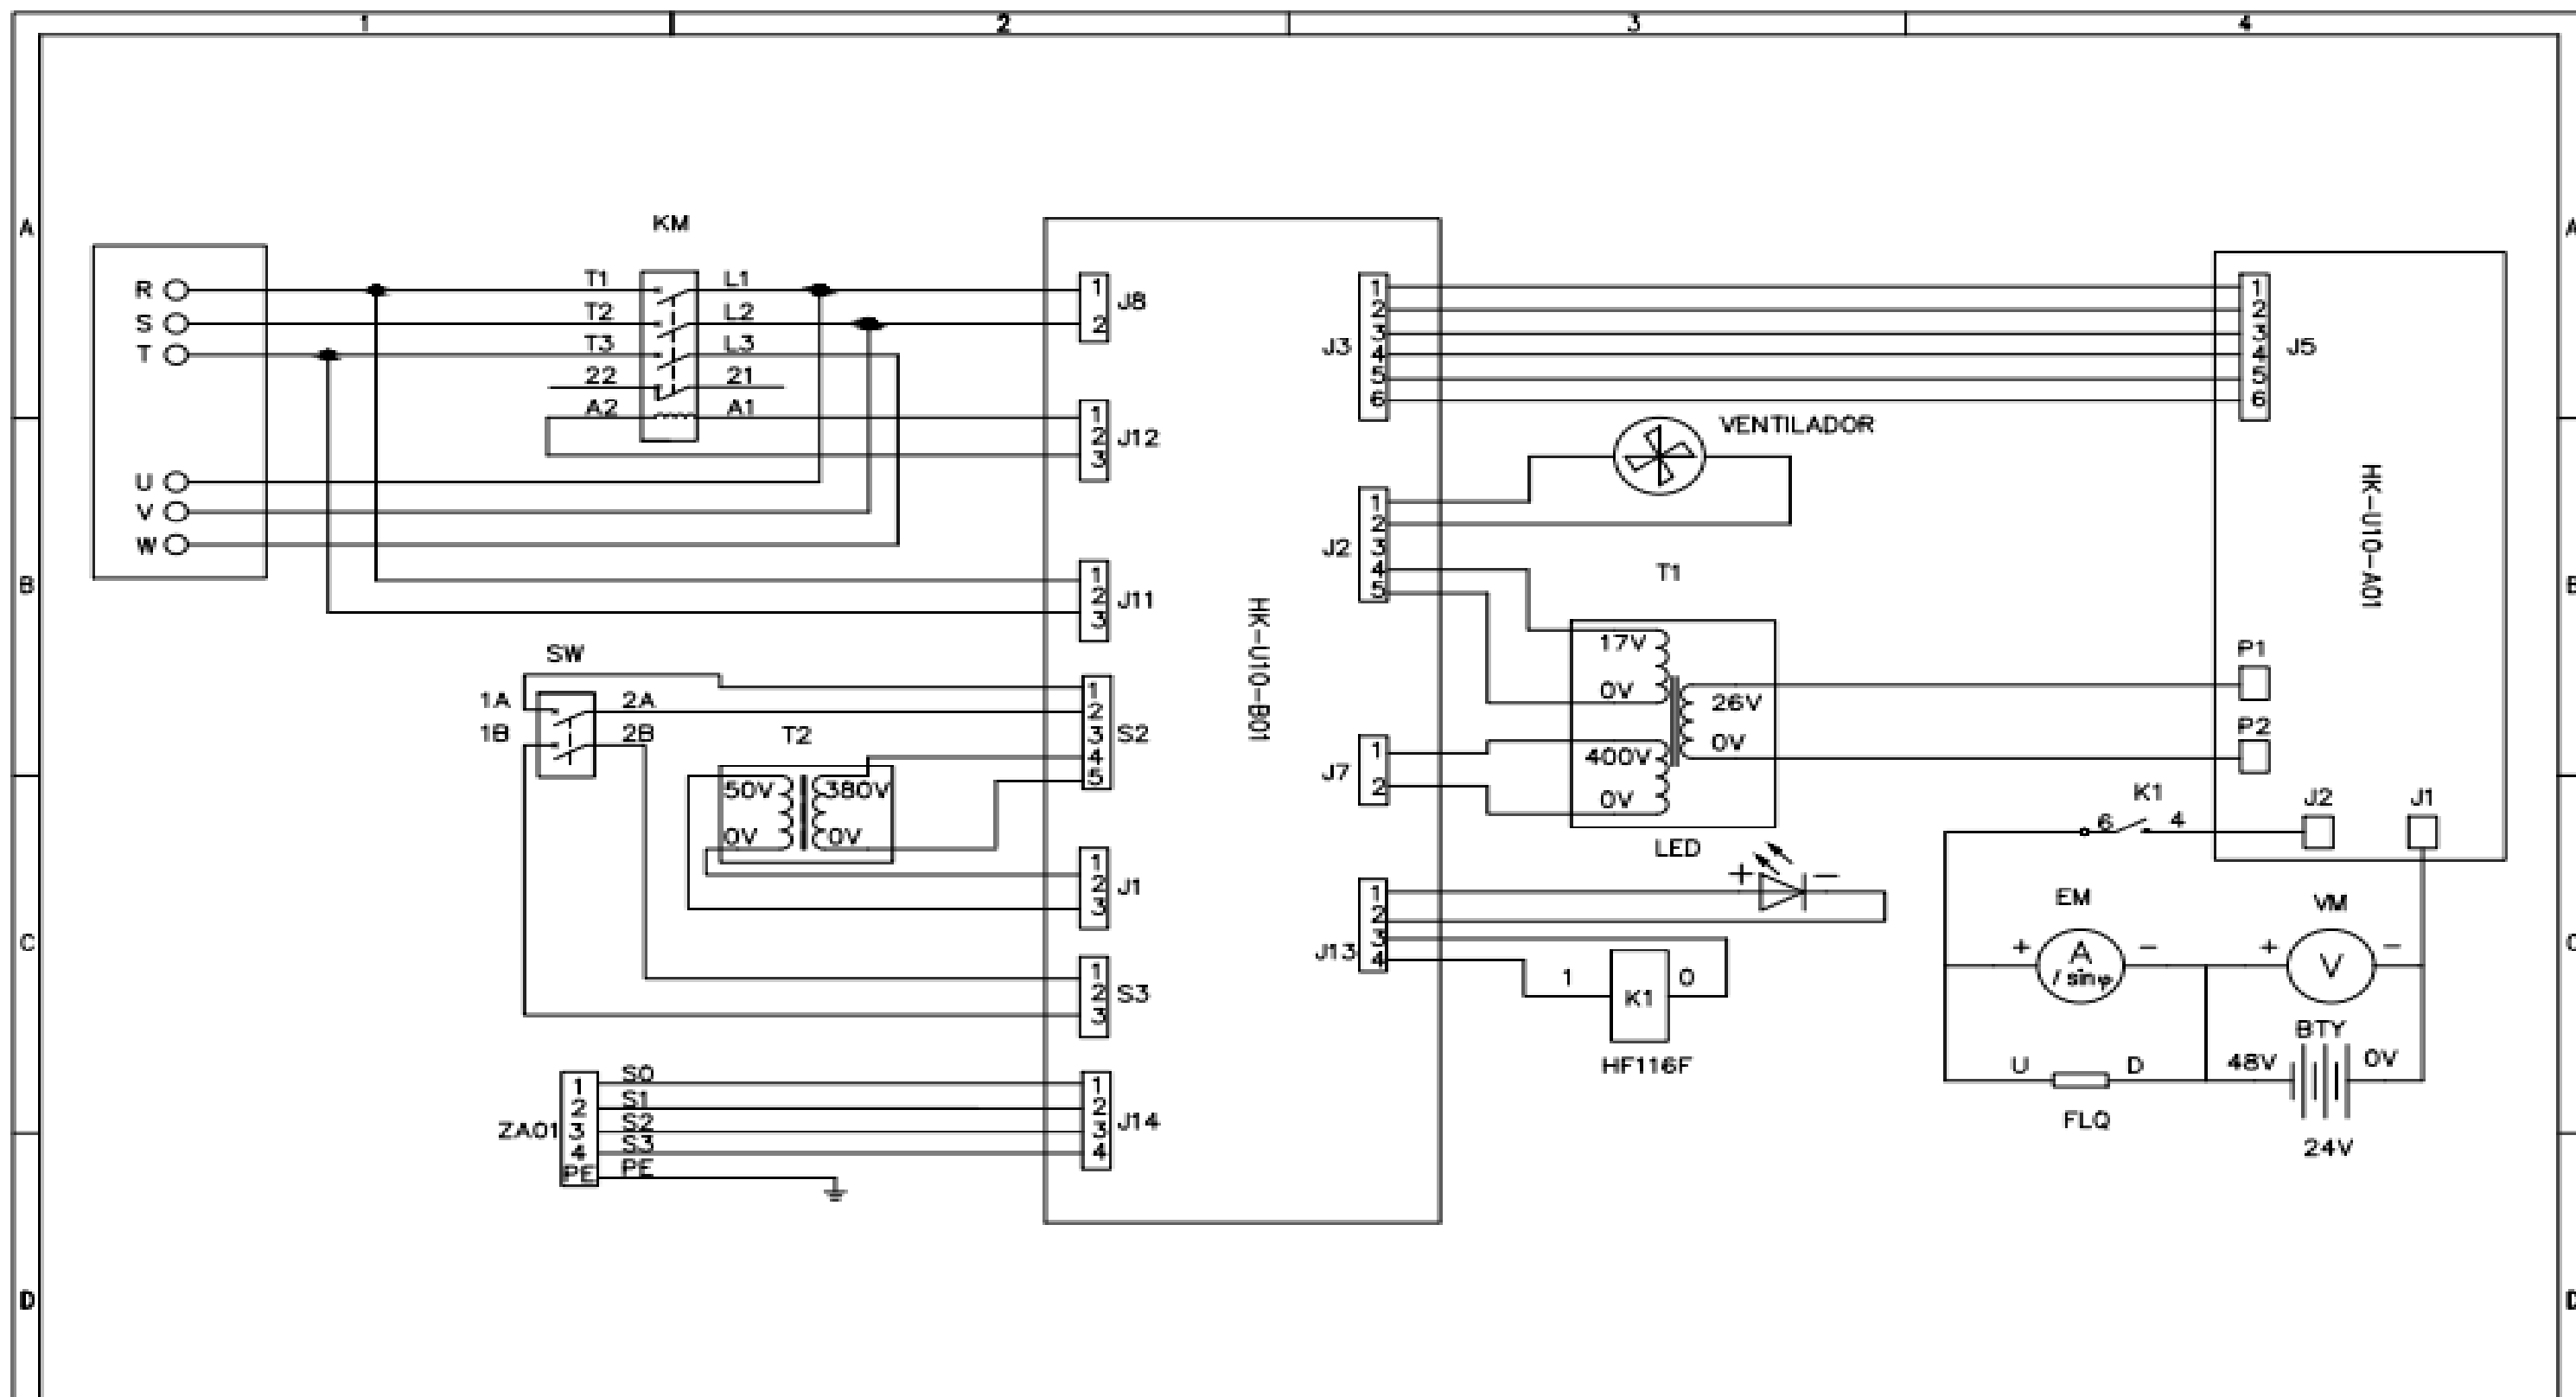 1 2 3 4
A A
KM
R T1 L1 1 J8
S T2 L2 2
T T3 L3
22 21
A2 A1 1
2 J12
3
U
V
W
B B
1
2 J11
3
SW
1A 2A
1B 2B
1
2
3 S2
4
5
T2
50V 380V
0V 0V
1
2 J1
3
C C
1
2 S3
3
ZA01
1 S0 1
2 S1 2
3 S2 3 J14
4 S3 4
PE PE
HK-U10-B01
J3
1 1
2 2
3 3
4 4
5 5
6 6
J5
VENTILADOR
J2
1
2
3
4
5
T1
17V
0V
26V
0V
400V
0V
J7
1
2
LED
+ -
J13
1
2
3
4
1 K1 0
HF116F
HK-U10-A01
P1
P2
K1
6 4
J2 J1
EM VM
+ A - + V -
I sinφ
BTY
U D 48V 0V
FLQ
24V
D D